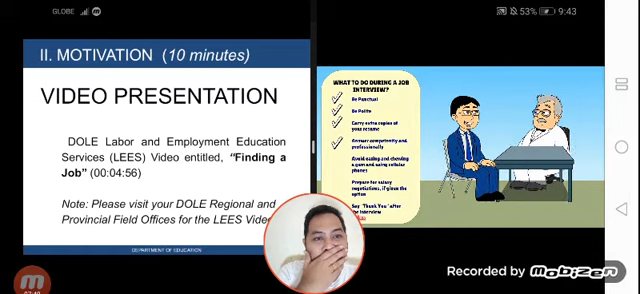 GLOBE
53%
9:43
II. MOTIVATION (10 minutes)
VIDEO PRESENTATION
DOLE Labor and Employment Education
Services (LEES) Video entitled, "Finding a
Job" (00:04:56)
Note: Please visit your DOLE Regional and
Provincial Field Offices for the LEES Vide
DEPARTMENT OF EDUCATION
WHAT TO DO DURING A JOB
INTERVIEW?
Be Punctual
Be Polite
Carry extra copies of
your resume
Answer competently and
professionally
Avoid eating and chewing
a gum and using cellular
phones
Prepare for salary
negotiations, if given the
option
Say "Thank You" after
the interview
07:49
Recorded by mobizen